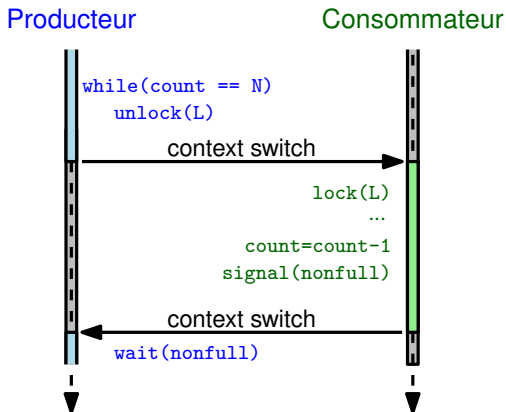 Producteur
Consommateur
while(count == N)
unlock(L)
context switch
lock(L)
...
count=count-1
signal(nonfull)
context switch
wait(nonfull)